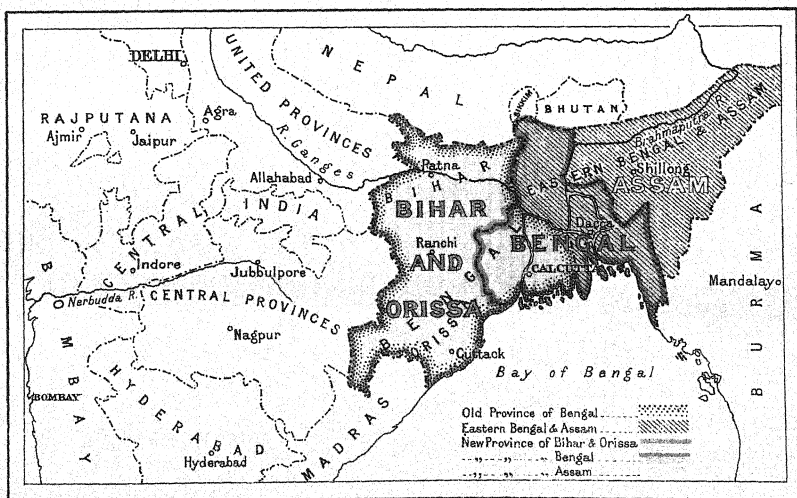 DELHI
NEPAL
UNITED PROVINCES
SIKKIM
BHUTAN
RAJPUTANA
Ajmir
Jaipur
Agra
R. Ganges
Brahmaputra R.
EASTERN BENGAL & ASSAM
Shillong
ASSAM
Patna
BIHAR
Allahabad
CENTRAL INDIA
BIHAR
AND
ORISSA
Ranchi
BENGAL
BENGAL
Dacca
CALCUTTA
Indore
Jubbulpore
Nerbudda R.
CENTRAL PROVINCES
Nagpur
ORISSA
Cuttack
Mandalay
BURMA
BOMBAY
BOMBAY
HYDERABAD
Hyderabad
MADRAS
Bay of Bengal
Old Province of Bengal
Eastern Bengal & Assam
New Province of Bihar & Orissa
„ „ „ Bengal
„ „ „ Assam